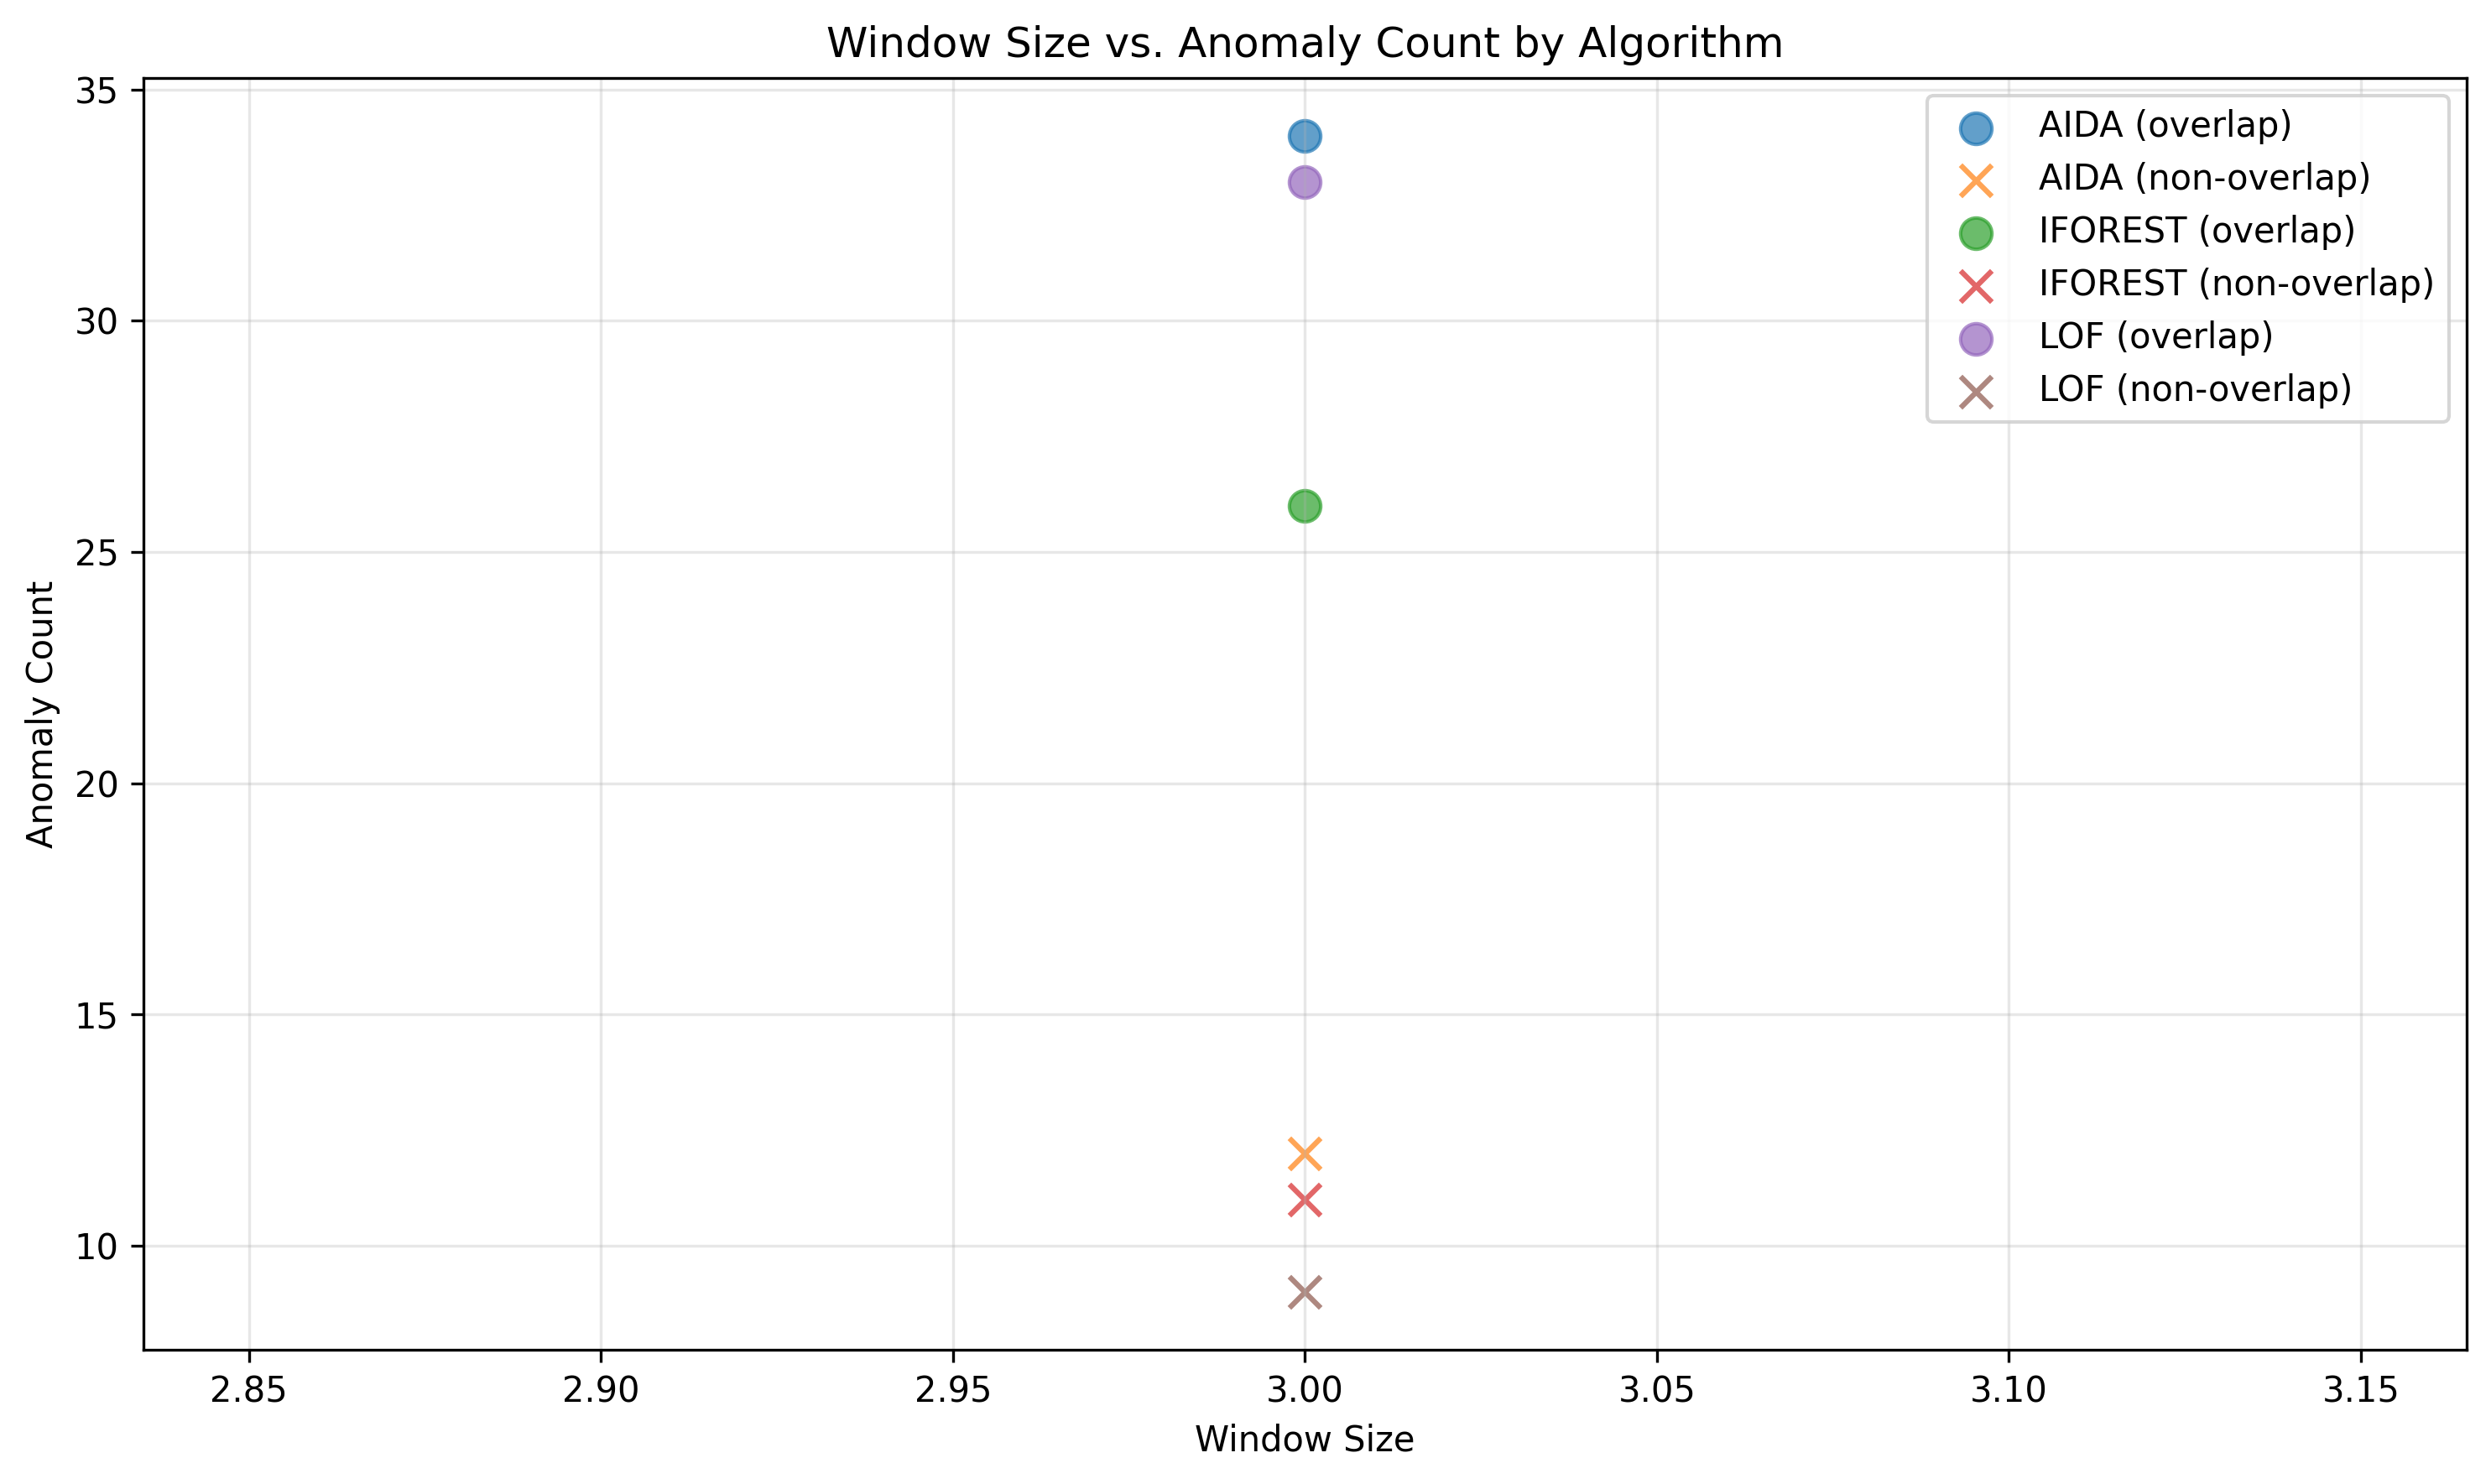 Window Size vs. Anomaly Count by Algorithm
35
30
25
20
15
10
Anomaly Count
AIDA (overlap)
AIDA (non-overlap)
IFOREST (overlap)
IFOREST (non-overlap)
LOF (overlap)
LOF (non-overlap)
2.85 2.90 2.95 3.00 3.05 3.10 3.15
Window Size